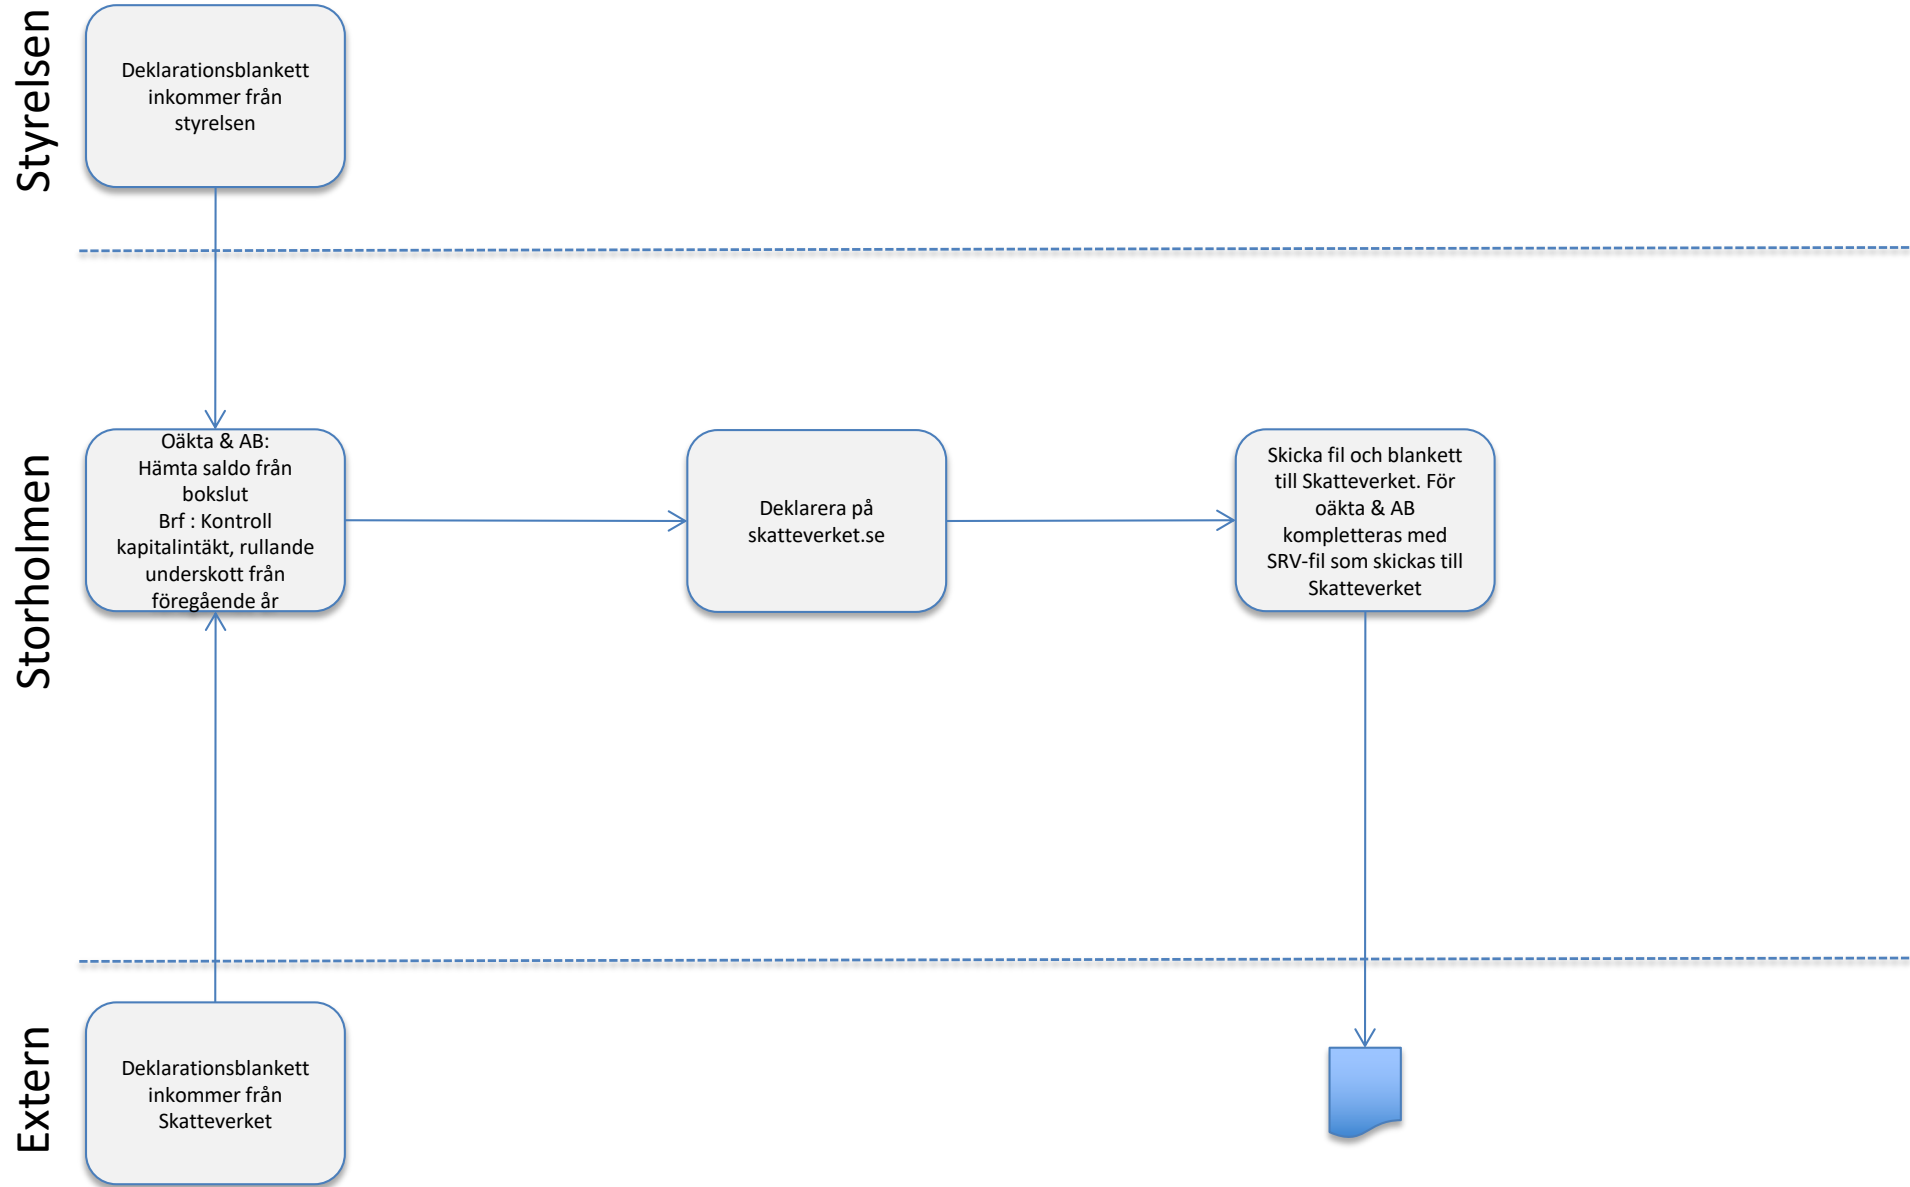 Styrelsen
Deklarationsblankett
inkommer från
styrelsen
Storholmen
Oäkta & AB:
Hämta saldo från
bokslut
Brf : Kontroll
kapitalintäkt, rullande
underskott från
föregående år
Deklarera på
skatteverket.se
Skicka fil och blankett
till Skatteverket. För
oäkta & AB
kompletteras med
SRV-fil som skickas till
Skatteverket
Extern
Deklarationsblankett
inkommer från
Skatteverket